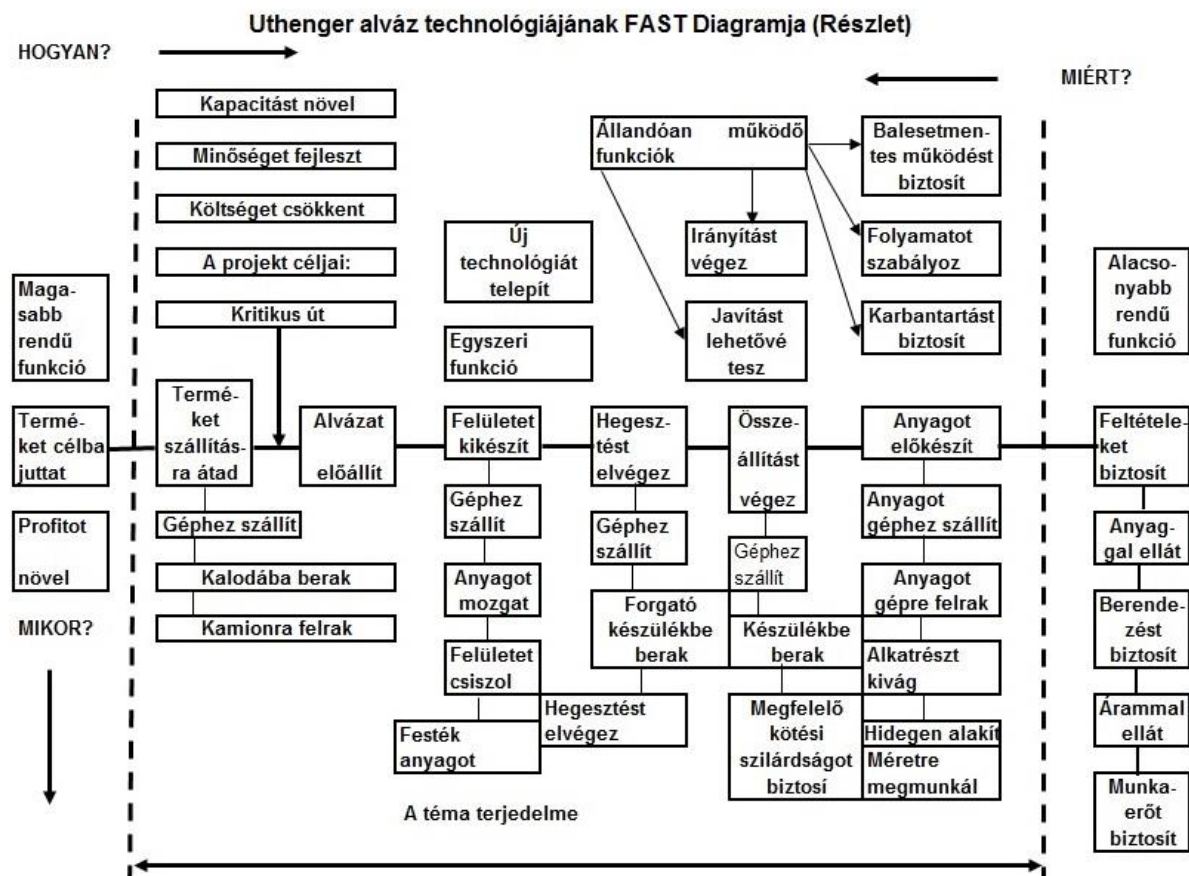 Uthenger alváz technológiájának FAST Diagramja (Részlet)
HOGYAN?
MIÉRT?
Kapacitást növel
Minőséget fejleszt
Költséget csökkent
A projekt céljai:
Kritikus út
Állandóan működő
funkciók
Balesetmen-
tes működést
biztosít
Új
technológiát
telepít
Irányítást
végez
Folyamatot
szabályoz
Egyszeri
funkció
Javítást
lehetővé
tesz
Karbantartást
biztosít
Maga-
sabb
rendű
funkció
Alacso-
nyabb
rendű
funkció
Terméket célba
juttat
Termé-
ket
szállítás-
ra átad
Alvázat
előállít
Felületet
kikészít
Hegesz-
tést
elvégez
Össze-
állítást
végez
Anyagot
előkészít
Feltételeket
biztosít
Profitot
növel
MIKOR?
Géphez szállít
Kalodába berak
Kamionra felrak
Géphez
szállít
Anyagot
mozgat
Felületet
csiszol
Festék
anyagot
Géphez
szállít
Forgató
készülékbe
berak
Hegesztést
elvégez
Géphez
szállít
Készülékbe
berak
Megfelelő
kötési
szilárdságot
biztosí
Anyagot
géphez szállít
Anyagot
gépre felrak
Alkatrészt
kivág
Hidegen alakít
Méretre
megmunkál
Anyag-
gal ellát
Berende-
zést
biztosít
Árammal
ellát
Munka-
erőt
biztosít
A téma terjedelme